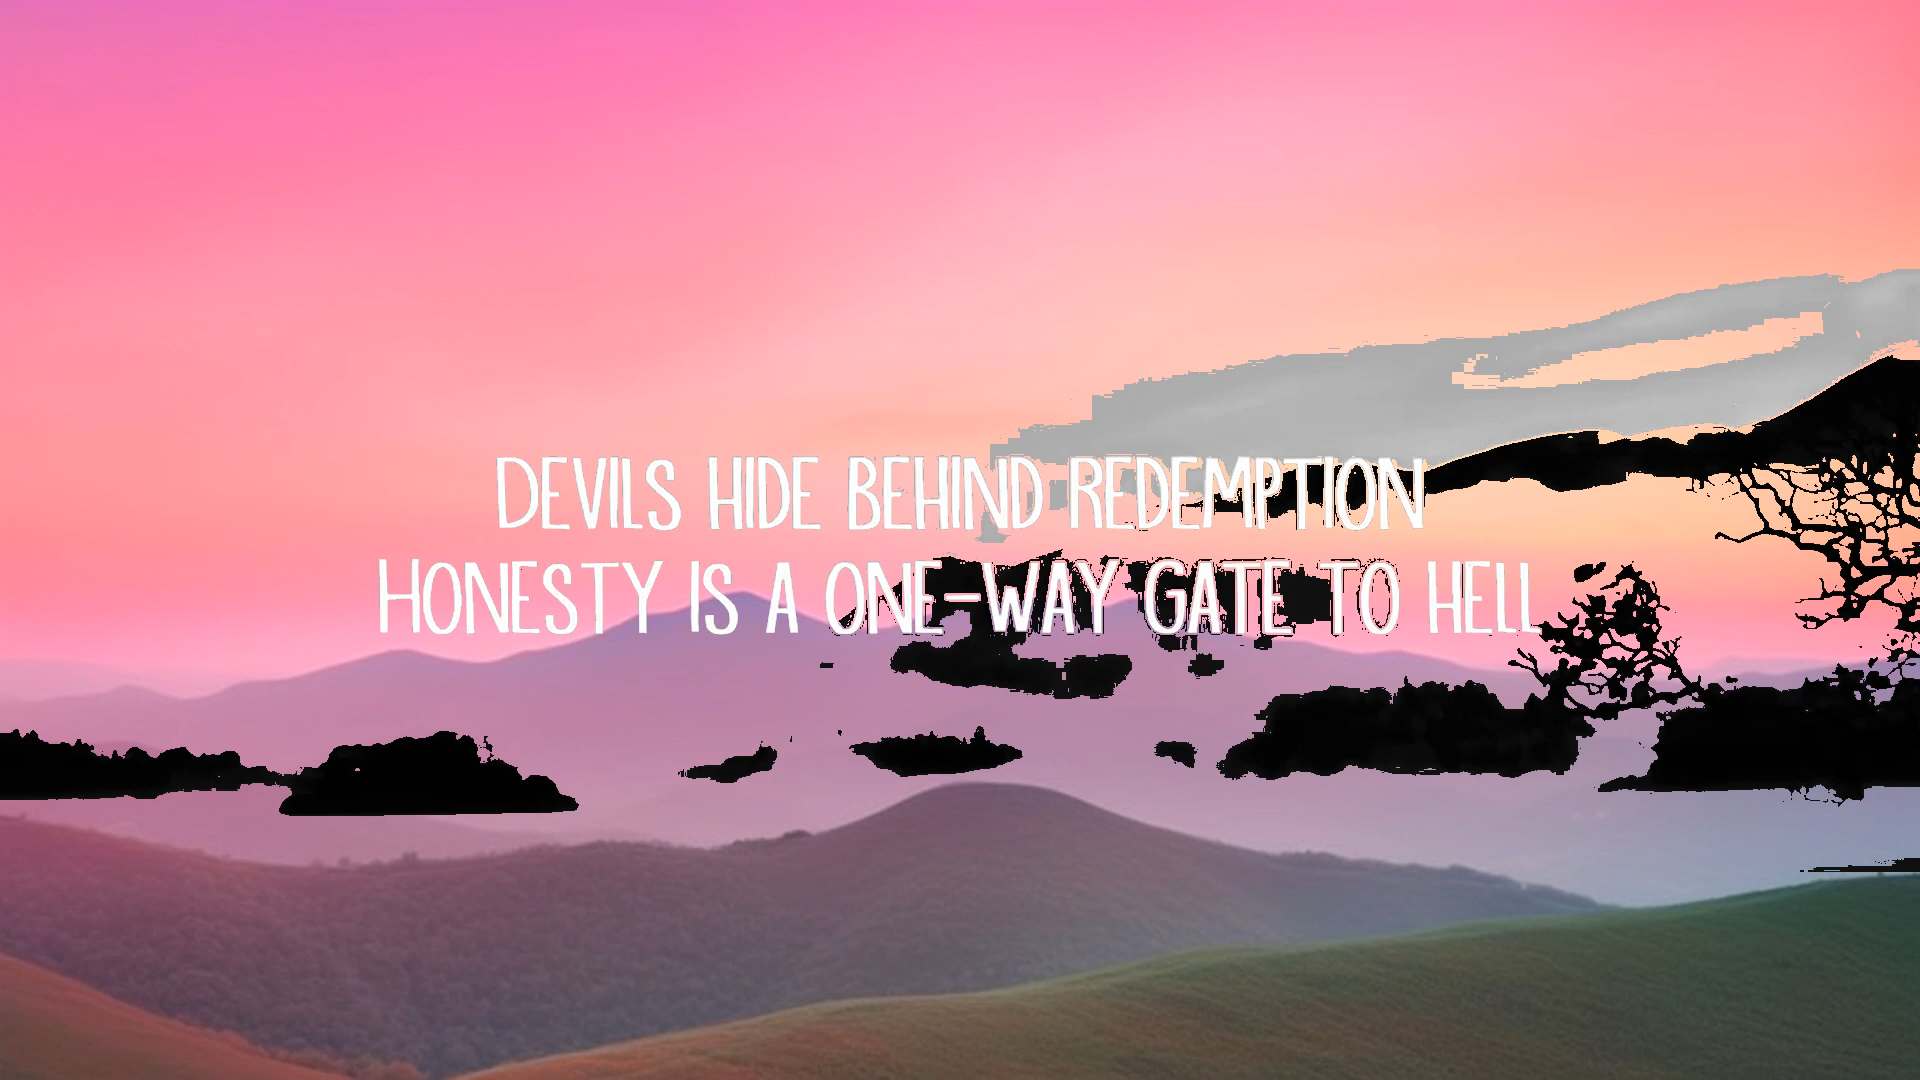 DEVILS HIDE BEHIND REDEMPTION
HONESTY IS A ONE-WAY GATE TO HELL